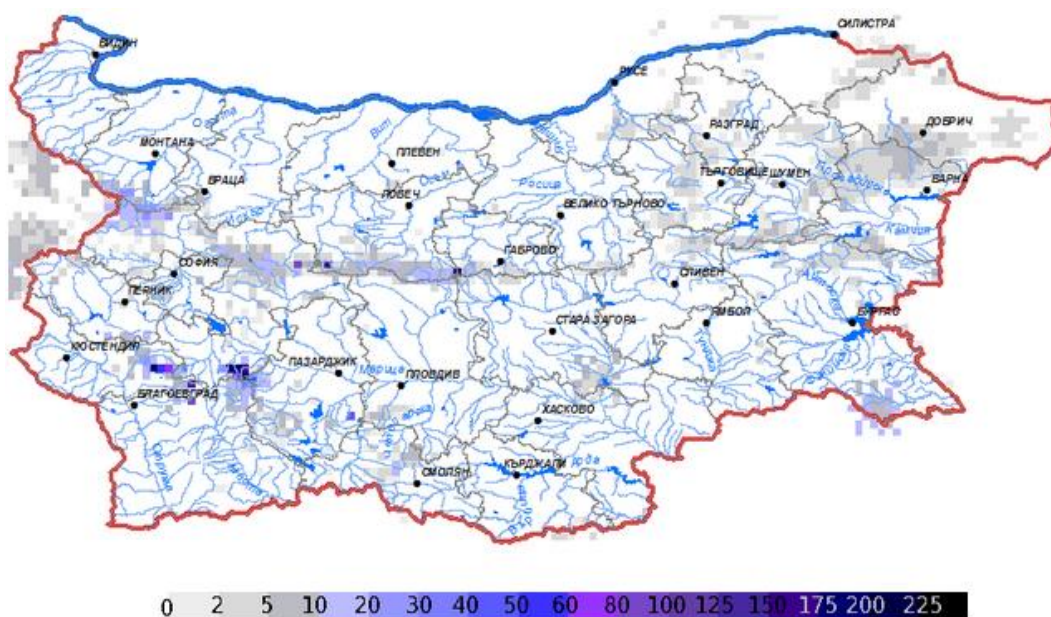 СИЛИСТРА
ВИДИН
РУСЕ
ДОБРИЧ
РАЗГРАД
МОНТАНА
Вит
ПЛЕВЕН
ВРАЦА
ЛОВЕЧ
Осъм
Росица
ТЪРГОВИЩЕ
ШУМЕН
ВАРНА
ВЕЛИКО ТЪРНОВО
Искър
Камчия
ГАБРОВО
СОФИЯ
СЛИВЕН
ПЕРНИК
СТАРА ЗАГОРА
ЯМБОЛ
БУРГАС
КЮСТЕНДИЛ
ПАЗАРДЖИК
Марица
ПЛОВДИВ
БЛАГОЕВГРАД
ХАСКОВО
СМОЛЯН
КЪРДЖАЛИ
0 2 5 10 20 30 40 50 60 80 100 125 150 175 200 225